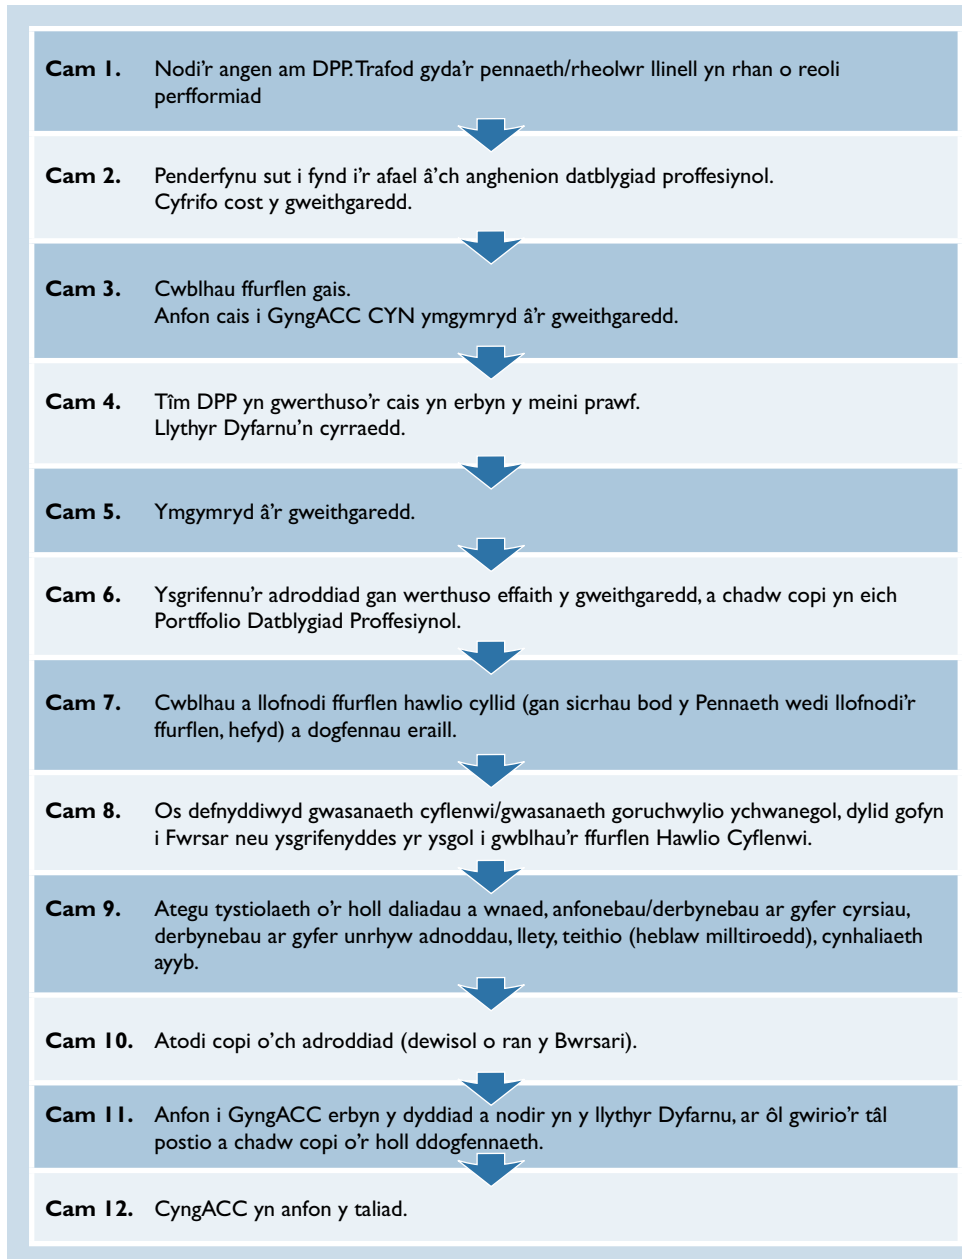 Cam 1. Nodi'r angen am DPP. Trafod gyda'r pennaeth/rheolwr llinell yn rhan o reoli
perfformiad
Cam 2. Penderfynu sut i fynd i'r afael â'ch anghenion datblygiad proffesiynol.
Cyfrifo cost y gweithgaredd.
Cam 3. Cwblhau ffurflen gais.
Anfon cais i GyngACC CYN ymgymryd â'r gweithgaredd.
Cam 4. Tîm DPP yn gwerthuso'r cais yn erbyn y meini prawf.
Llythyr Dyfarnu'n cyrraedd.
Cam 5. Ymgymryd â'r gweithgaredd.
Cam 6. Ysgrifennu'r adroddiad gan werthuso effaith y gweithgaredd, a chadw copi yn eich
Portffolio Datblygiad Proffesiynol.
Cam 7. Cwblhau a llofnodi ffurflen hawlio cyllid (gan sicrhau bod y Pennaeth wedi llofnodi'r
ffurflen, hefyd) a dogfennau eraill.
Cam 8. Os defnyddiwyd gwasanaeth cyflenwi/gwasanaeth goruchwylio ychwanegol, dylid gofyn
i Fwrsar neu ysgrifenyddes yr ysgol i gwblhau'r ffurflen Hawlio Cyflenwi.
Cam 9. Ategu tystiolaeth o'r holl daliadau a wnaed, anfonebau/derbynebau ar gyfer cyrsiau,
derbynebau ar gyfer unrhyw adnoddau, llety, teithio (heblaw milltiroedd), cynhaliaeth
ayyb.
Cam 10. Atodi copi o'ch adroddiad (dewisol o ran y Bwrsari).
Cam 11. Anfon i GyngACC erbyn y dyddiad a nodir yn y llythyr Dyfarnu, ar ôl gwirio'r tâl
postio a chadw copi o'r holl ddogfennaeth.
Cam 12. CyngACC yn anfon y taliad.